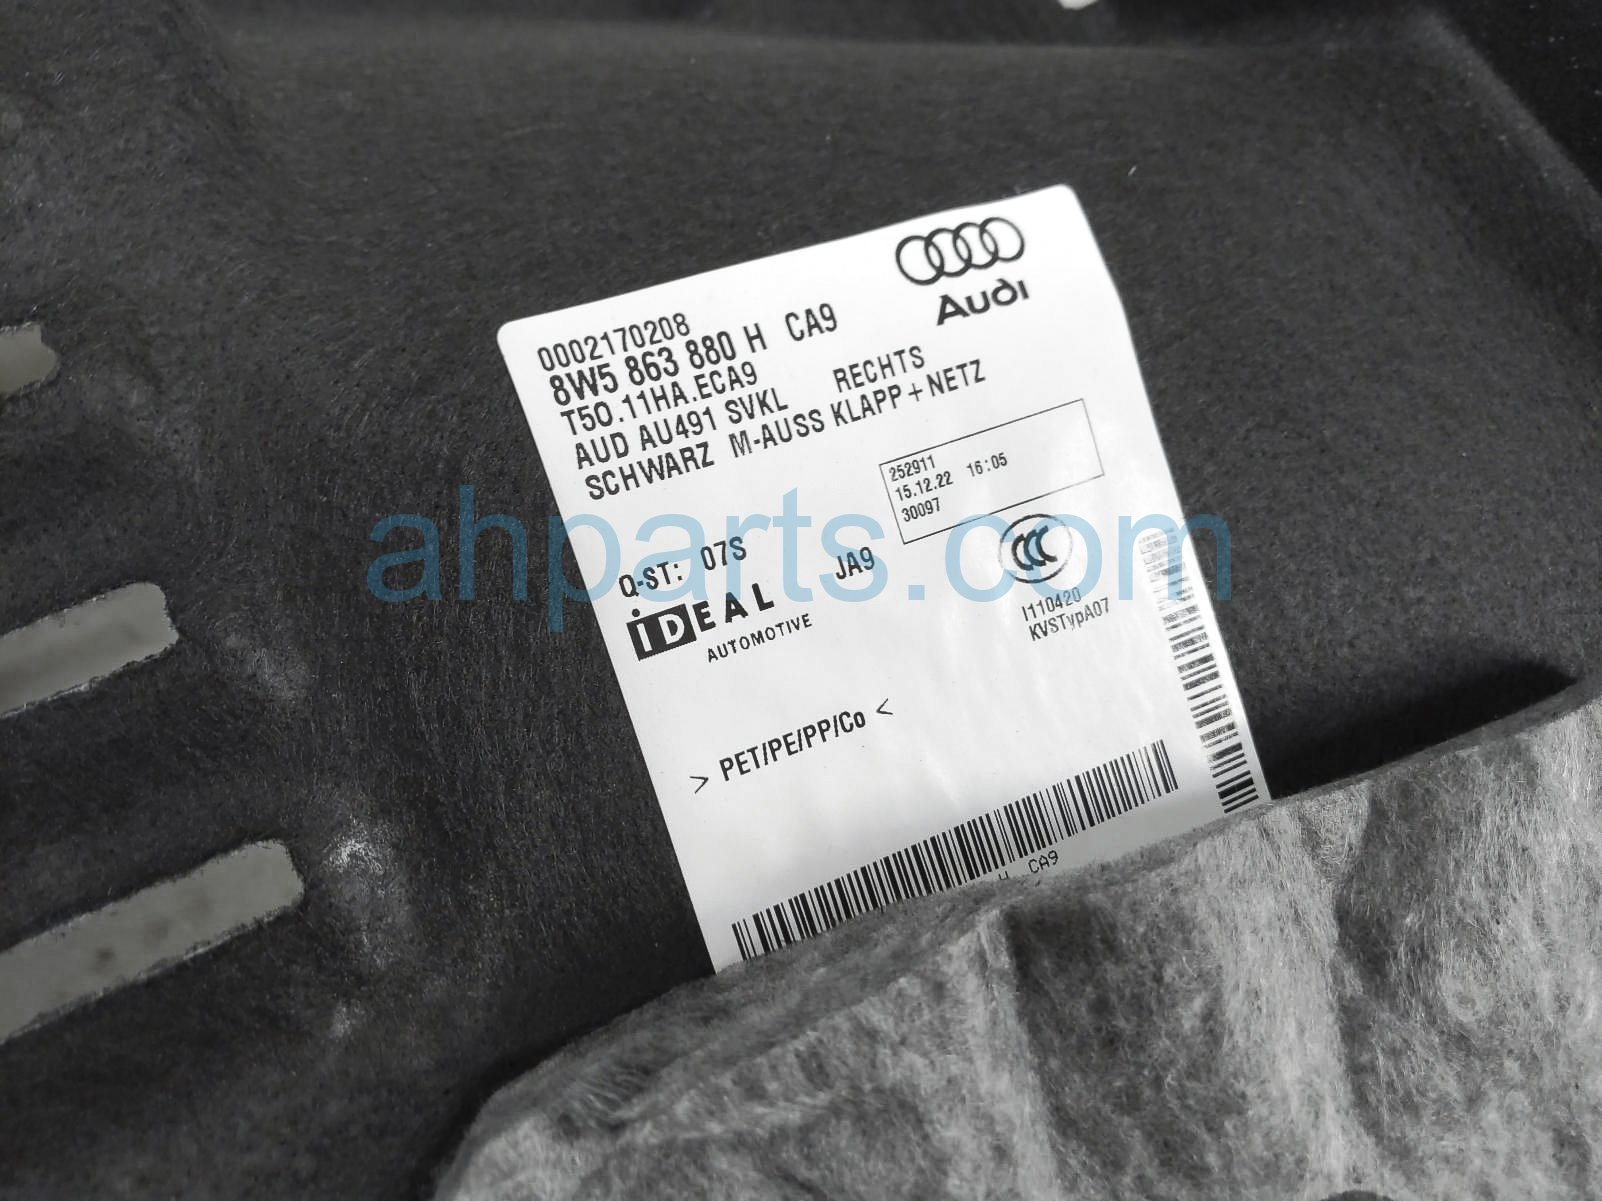 Audi
0002170208
8W5 863 880 H CA9
T50.11HA.ECA9
AUD AU491 SVKL RECHTS
SCHWARZ M-AUSS KLAPP+NETZ
252911
15.12.22 16:05
30097
Q-ST: 07S JA9
iDEAL
AUTOMOTIVE
CCC
I110420
KVSTypA07
> PET/PE/PP/Co <
H CA9
ahparts.com